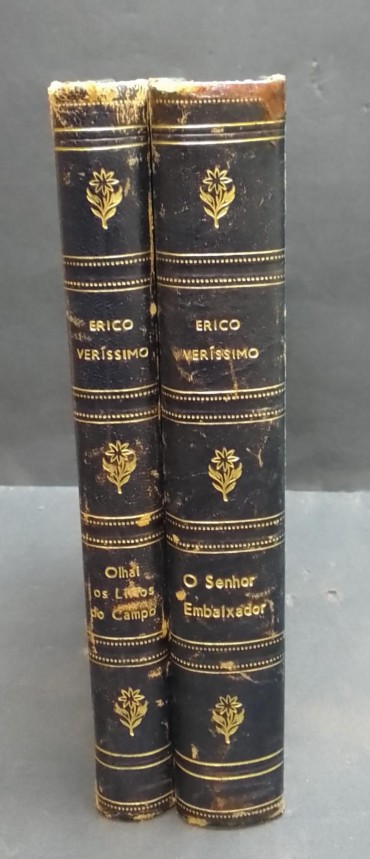 ERICO
VERÍSSIMO
Olhai
os Lírios
do Campo
ERICO
VERÍSSIMO
O Senhor
Embaixador